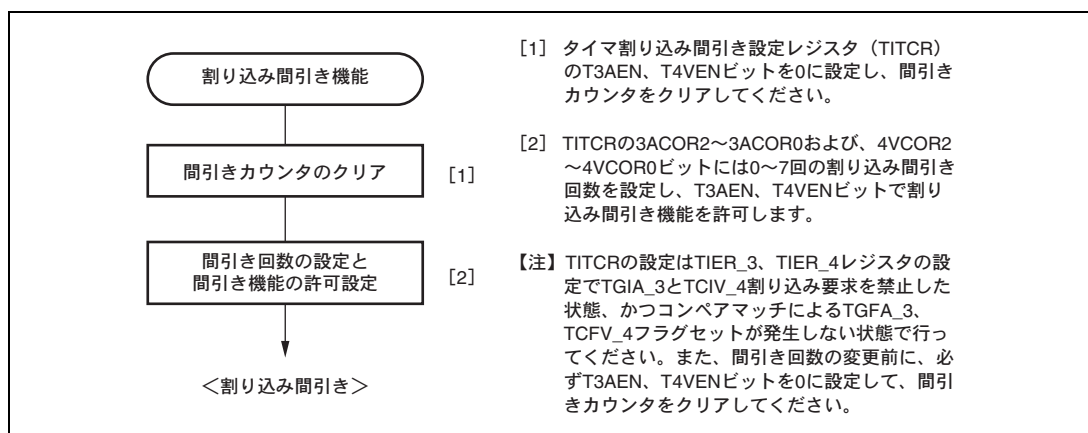 割り込み間引き機能
間引きカウンタのクリア
[1]
間引き回数の設定と
間引き機能の許可設定
[2]
＜割り込み間引き＞
[1] タイマ割り込み間引き設定レジスタ（TITCR）
のT3AEN、T4VENビットを0に設定し、間引き
カウンタをクリアしてください。
[2] TITCRの3ACOR2～3ACOR0および、4VCOR2
～4VCOR0ビットには0～7回の割り込み間引き
回数を設定し、T3AEN、T4VENビットで割り
込み間引き機能を許可します。
【注】TITCRの設定はTIER_3、TIER_4レジスタの設
定でTGIA_3とTCIV_4割り込み要求を禁止した
状態、かつコンペアマッチによるTGFA_3、
TCFV_4フラグセットが発生しない状態で行っ
てください。また、間引き回数の変更前に、必
ずT3AEN、T4VENビットを0に設定して、間引
きカウンタをクリアしてください。